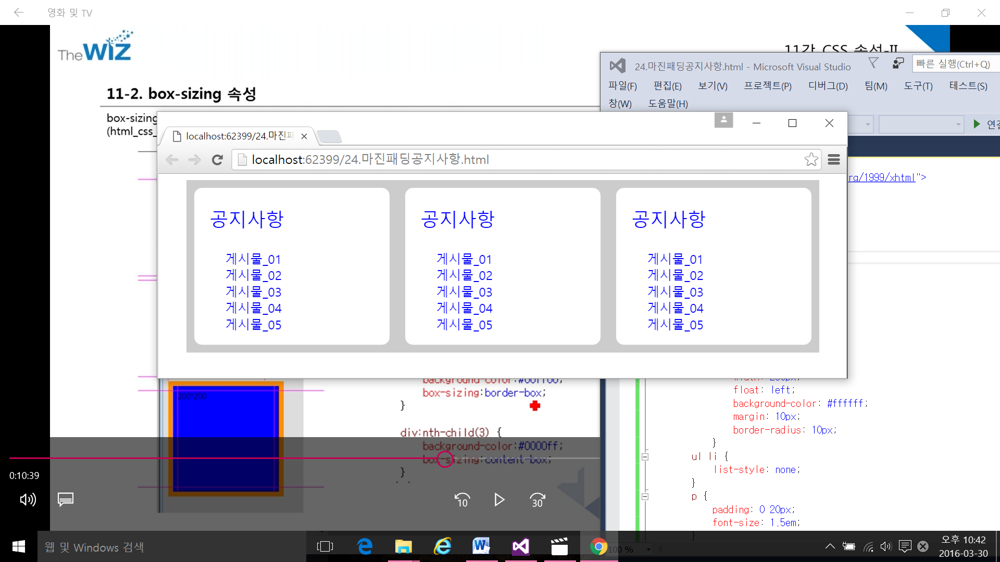 영화 및 TV
TheWIZ
11강 CSS 속성-II
11-2. box-sizing 속성
box-sizing
(html_css_
24.마진패딩공지사항.html - Microsoft Visual Studio
빠른 실행(Ctrl+Q)
파일(F) 편집(E) 보기(V) 프로젝트(P) 디버그(D) 팀(M) 도구(T) 테스트(S)
창(W) 도움말(H)
localhost:62399/24.마진패
localhost:62399/24.마진패딩공지사항.html
rg/1999/xhtml">
공지사항
게시물_01
게시물_02
게시물_03
게시물_04
게시물_05
공지사항
게시물_01
게시물_02
게시물_03
게시물_04
게시물_05
공지사항
게시물_01
게시물_02
게시물_03
게시물_04
게시물_05
200*200
background-color:#00ff00;
box-sizing:border-box;
}
div:nth-child(3) {
background-color:#0000ff;
box-sizing:content-box;
}
float: left;
background-color: #ffffff;
margin: 10px;
border-radius: 10px;
}
ul li {
list-style: none;
}
p {
padding: 0 20px;
font-size: 1.5em;
}
0:10:39
10
30
100 %
웹 및 Windows 검색
오후 10:42
2016-03-30